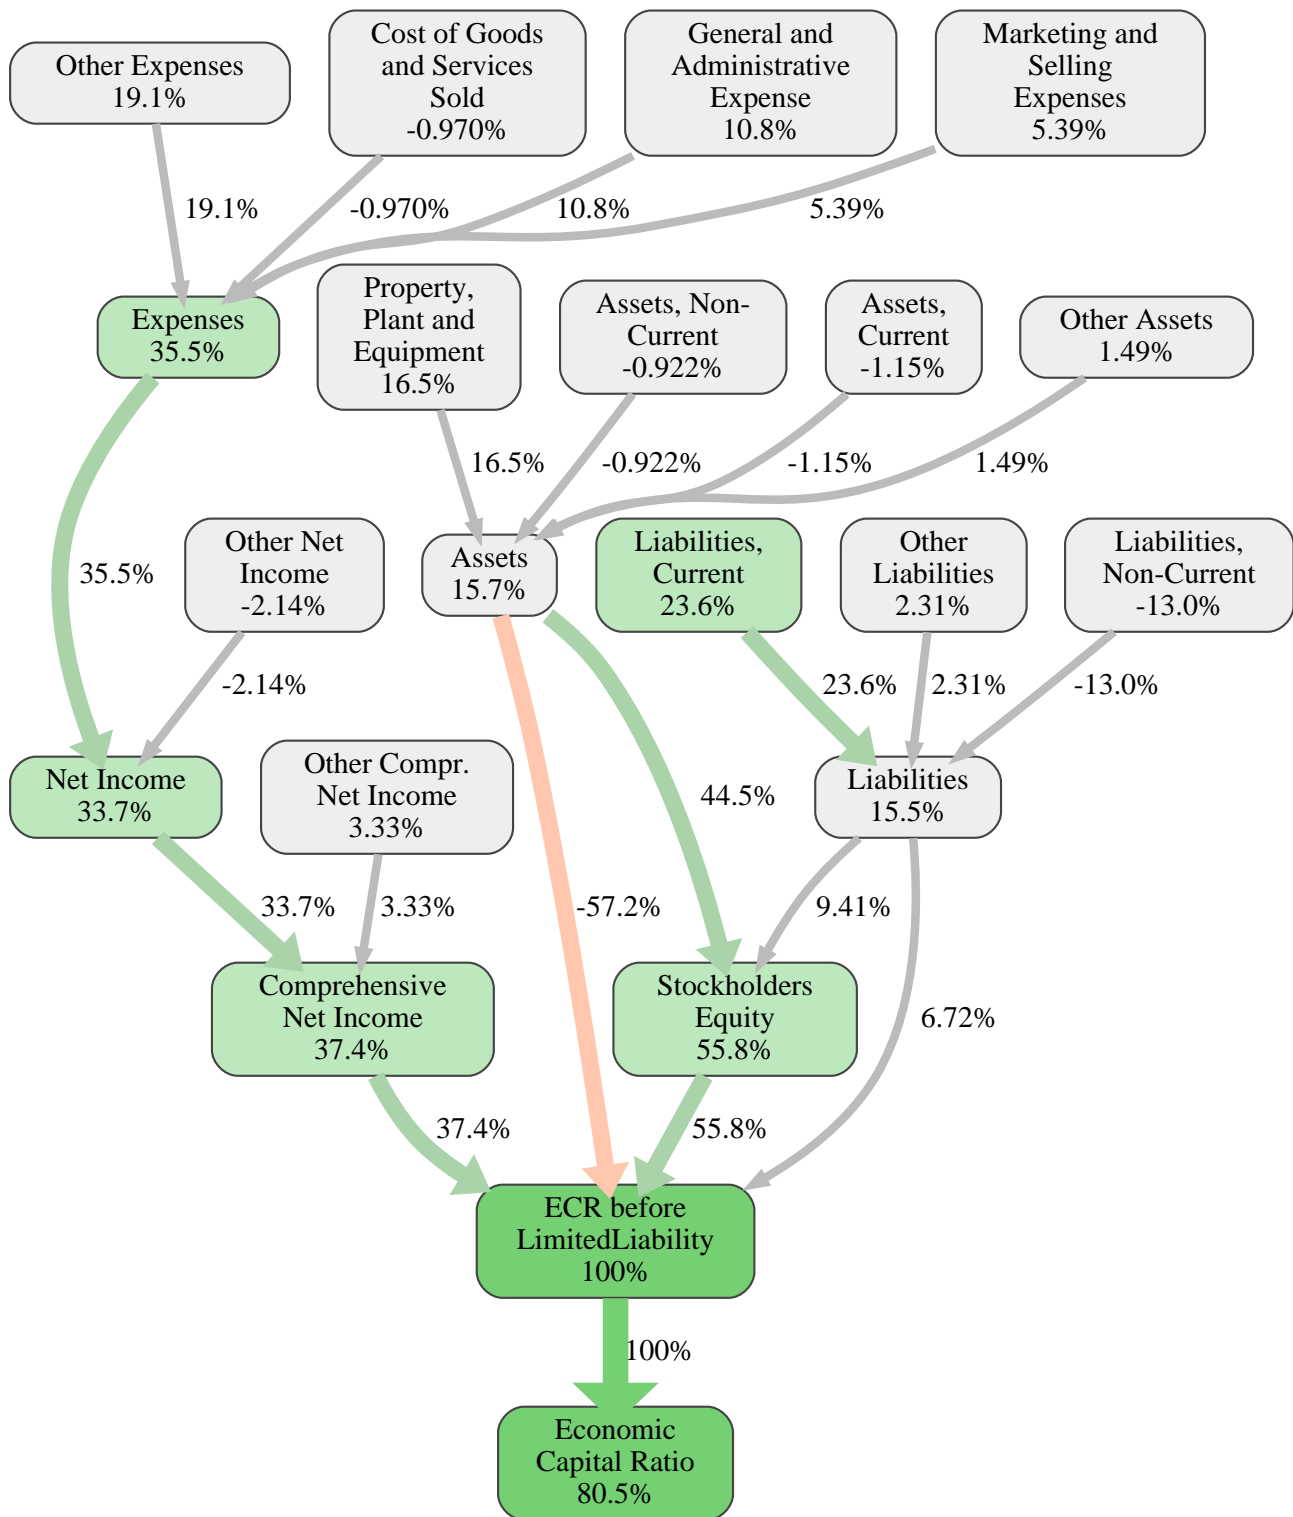 Other Expenses
19.1%
Cost of Goods
and Services
Sold
-0.970%
General and
Administrative
Expense
10.8%
Marketing and
Selling
Expenses
5.39%
19.1%
-0.970%
10.8%
5.39%
Expenses
35.5%
Property,
Plant and
Equipment
16.5%
Assets, Non-
Current
-0.922%
Assets,
Current
-1.15%
Other Assets
1.49%
16.5%
-0.922%
-1.15%
1.49%
35.5%
Other Net
Income
-2.14%
Assets
15.7%
Liabilities,
Current
23.6%
Other
Liabilities
2.31%
Liabilities,
Non-Current
-13.0%
-2.14%
23.6%
2.31%
-13.0%
Net Income
33.7%
Other Compr.
Net Income
3.33%
44.5%
Liabilities
15.5%
33.7%
3.33%
-57.2%
9.41%
Comprehensive
Net Income
37.4%
Stockholders
Equity
55.8%
6.72%
37.4%
55.8%
ECR before
LimitedLiability
100%
100%
Economic
Capital Ratio
80.5%